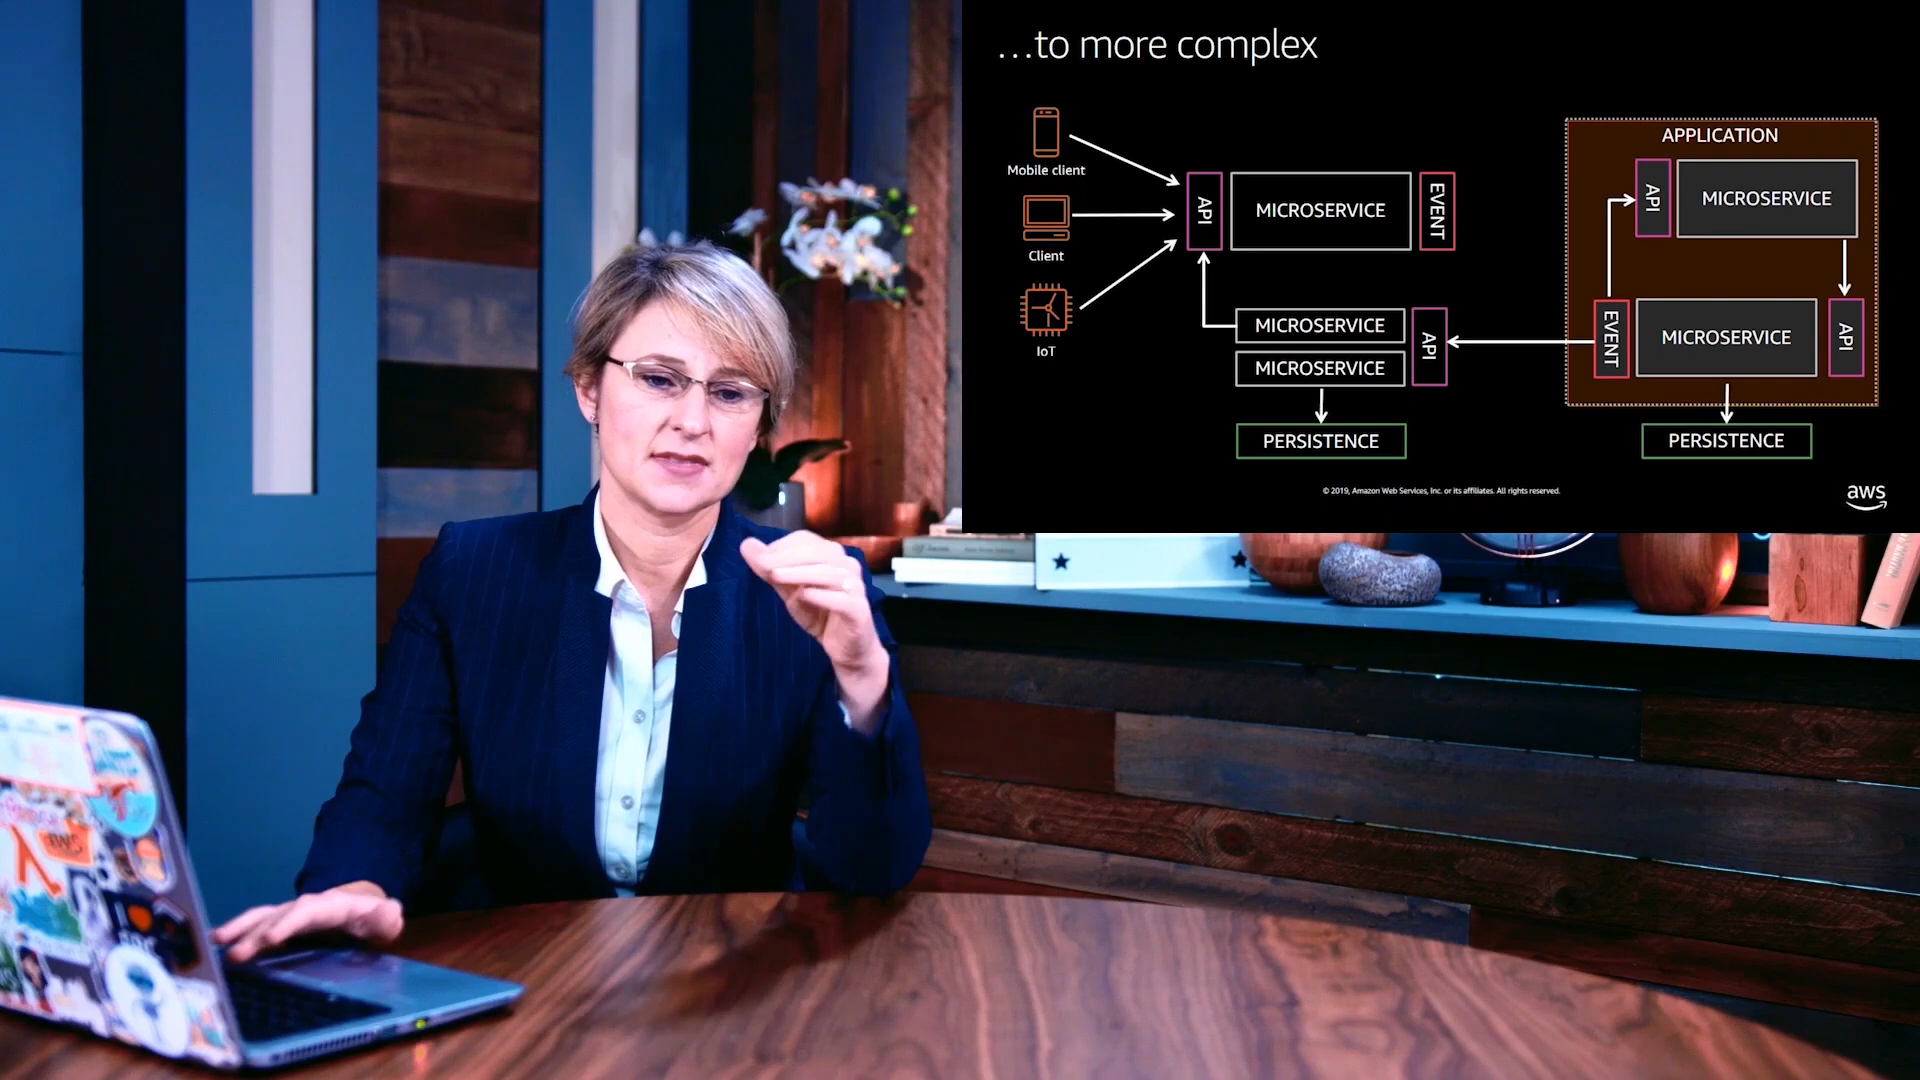 …to more complex
Mobile client
Client
IoT
API
MICROSERVICE
EVENT
MICROSERVICE
MICROSERVICE
API
PERSISTENCE
APPLICATION
API
MICROSERVICE
EVENT
MICROSERVICE
API
PERSISTENCE
© 2019, Amazon Web Services, Inc. or its affiliates. All rights reserved.
aws
aws